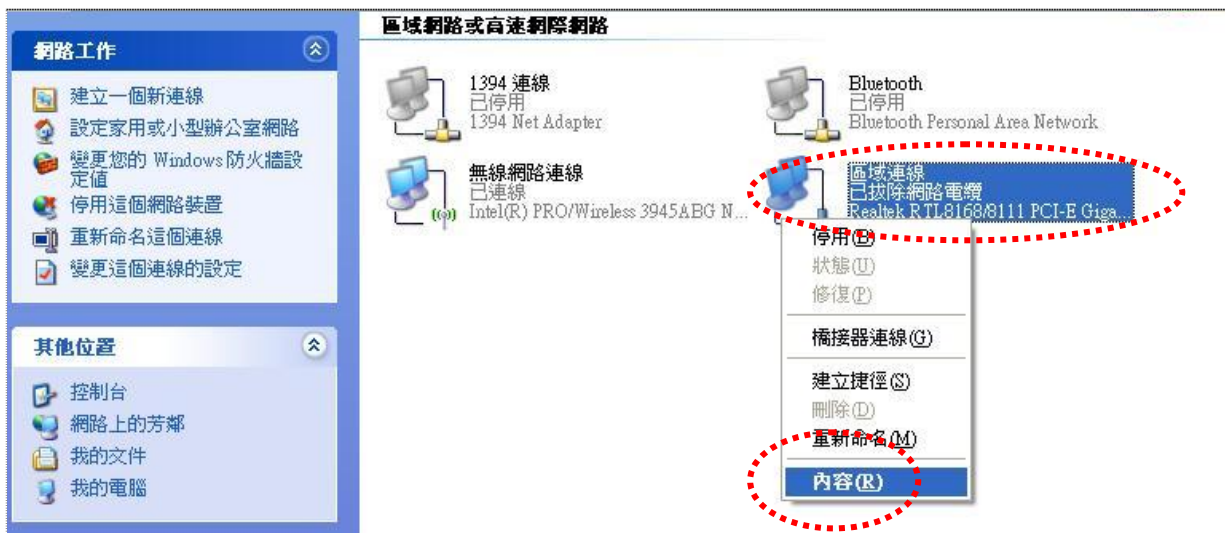 網路工作
建立一個新連線
設定家用或小型辦公室網路
變更您的 Windows 防火牆設
定值
停用這個網路裝置
重新命名這個連線
變更這個連線的設定
其他位置
控制台
網路上的芳鄰
我的文件
我的電腦
區域網路或高速網際網路
1394 連線
已停用
1394 Net Adapter
Bluetooth
已停用
Bluetooth Personal Area Network
無線網路連線
已連線
Intel(R) PRO/Wireless 3945ABG N...
區域連線
已拔除網路電纜
Realtek RTL8168/8111 PCI-E Giga...
停用(B)
狀態(U)
修復(P)
橋接器連線(G)
建立捷徑(S)
刪除(D)
重新命名(M)
內容(R)